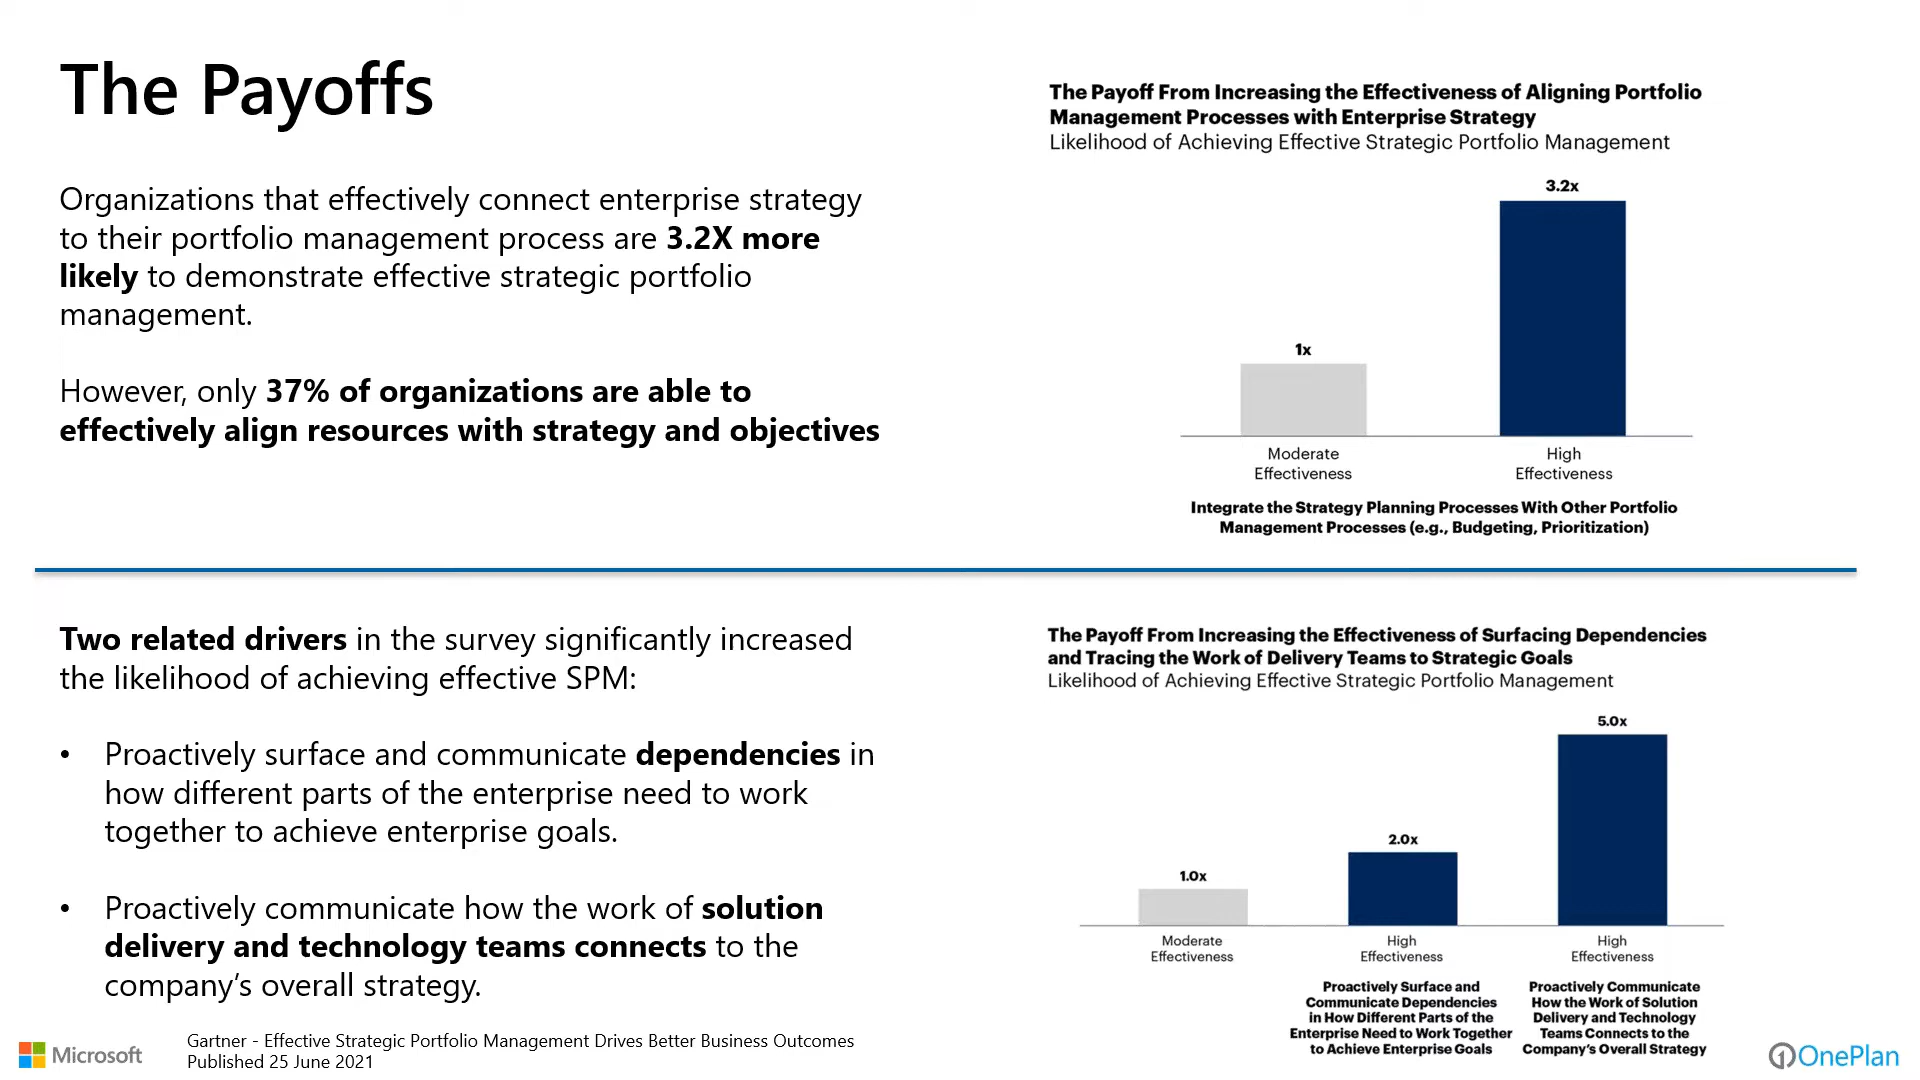 The Payoffs
Organizations that effectively connect enterprise strategy
to their portfolio management process are 3.2X more
likely to demonstrate effective strategic portfolio
management.
However, only 37% of organizations are able to
effectively align resources with strategy and objectives
The Payoff From Increasing the Effectiveness of Aligning Portfolio
Management Processes with Enterprise Strategy
Likelihood of Achieving Effective Strategic Portfolio Management
3.2x
1x
Moderate
Effectiveness
High
Effectiveness
Integrate the Strategy Planning Processes With Other Portfolio
Management Processes (e.g., Budgeting, Prioritization)
Two related drivers in the survey significantly increased
the likelihood of achieving effective SPM:
• Proactively surface and communicate dependencies in
how different parts of the enterprise need to work
together to achieve enterprise goals.
• Proactively communicate how the work of solution
delivery and technology teams connects to the
company’s overall strategy.
The Payoff From Increasing the Effectiveness of Surfacing Dependencies
and Tracing the Work of Delivery Teams to Strategic Goals
Likelihood of Achieving Effective Strategic Portfolio Management
5.0x
2.0x
1.0x
Moderate
Effectiveness
High
Effectiveness
High
Effectiveness
Proactively Surface and
Communicate Dependencies
in How Different Parts of the
Enterprise Need to Work Together
to Achieve Enterprise Goals
Proactively Communicate
How the Work of Solution
Delivery and Technology
Teams Connects to the
Company’s Overall Strategy
Microsoft
Gartner - Effective Strategic Portfolio Management Drives Better Business Outcomes
Published 25 June 2021
OnePlan